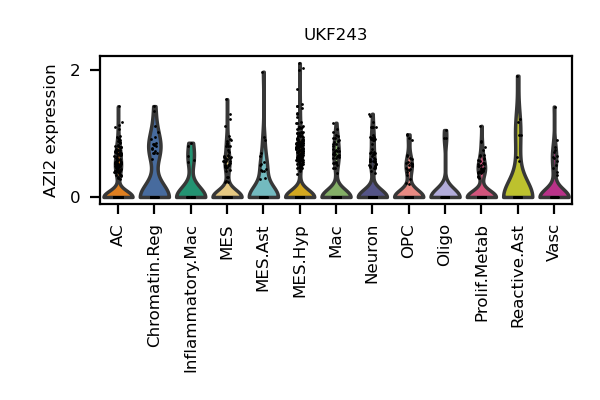 UKF243
AZI2 expression
2
0
AC
Chromatin.Reg
Inflammatory.Mac
MES
MES.Ast
MES.Hyp
Mac
Neuron
OPC
Oligo
Prolif.Metab
Reactive.Ast
Vasc